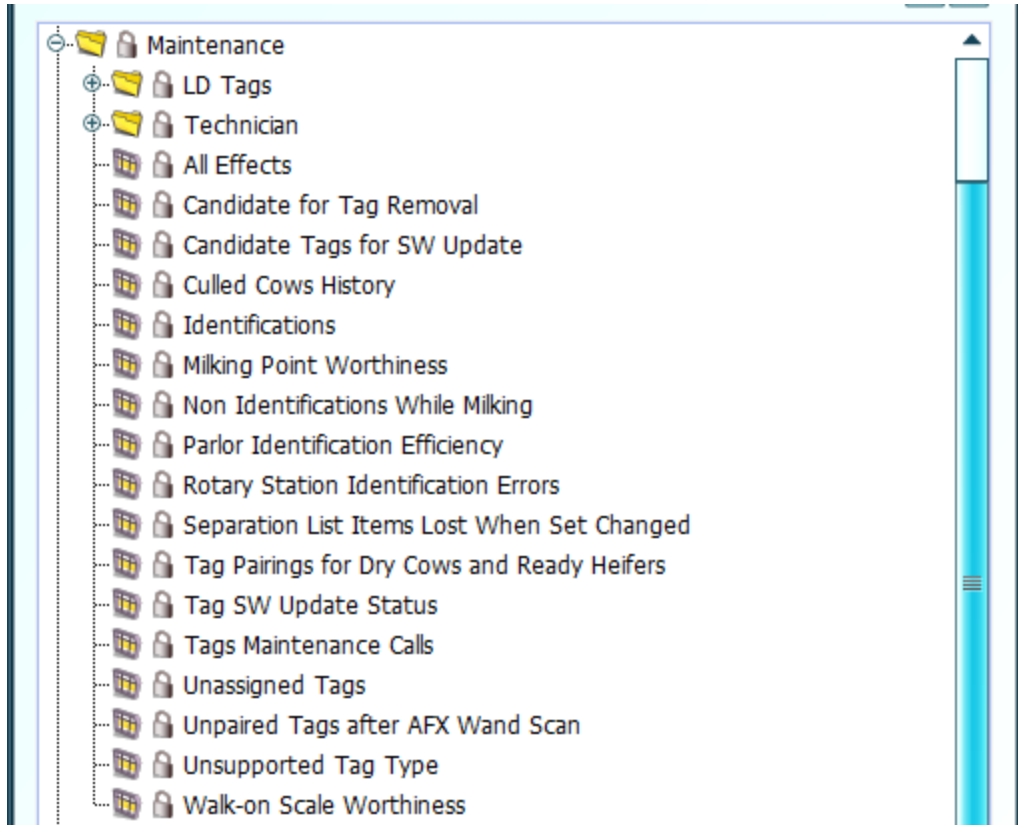 Maintenance
LD Tags
Technician
All Effects
Candidate for Tag Removal
Candidate Tags for SW Update
Culled Cows History
Identifications
Milking Point Worthiness
Non Identifications While Milking
Parlor Identification Efficiency
Rotary Station Identification Errors
Separation List Items Lost When Set Changed
Tag Pairings for Dry Cows and Ready Heifers
Tag SW Update Status
Tags Maintenance Calls
Unassigned Tags
Unpaired Tags after AFX Wand Scan
Unsupported Tag Type
Walk-on Scale Worthiness